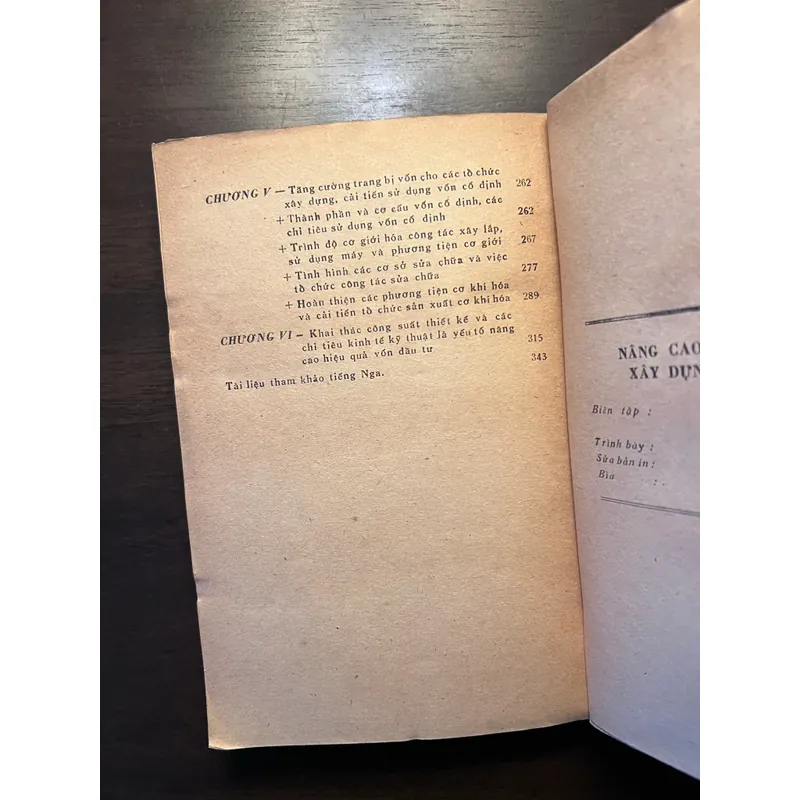 CHƯƠNG V — Tăng cường trang bị vốn cho các tổ chức
xây dựng, cải tiến sử dụng vốn cố định 262
+ Thành phần và cơ cấu vốn cố định, các
chỉ tiêu sử dụng vốn cố định 262
+ Trình độ cơ giới hóa công tác xây lắp,
sử dụng máy và phương tiện cơ giới 267
+ Tình hình các cơ sở sửa chữa và việc
tổ chức công tác sửa chữa 277
+ Hoàn thiện các phương tiện cơ khí hóa
và cải tiến tổ chức sản xuất cơ khí hóa 289
CHƯƠNG VI — Khai thác công suất thiết kế và các
chỉ tiêu kinh tế kỹ thuật là yếu tố nâng 315
cao hiệu quả vốn đầu tư
Tài liệu tham khảo tiếng Nga. 343
NÂNG CAO
XÂY DỰN
Biên tập :
Trình bày :
Sửa bản in :
Bìa :